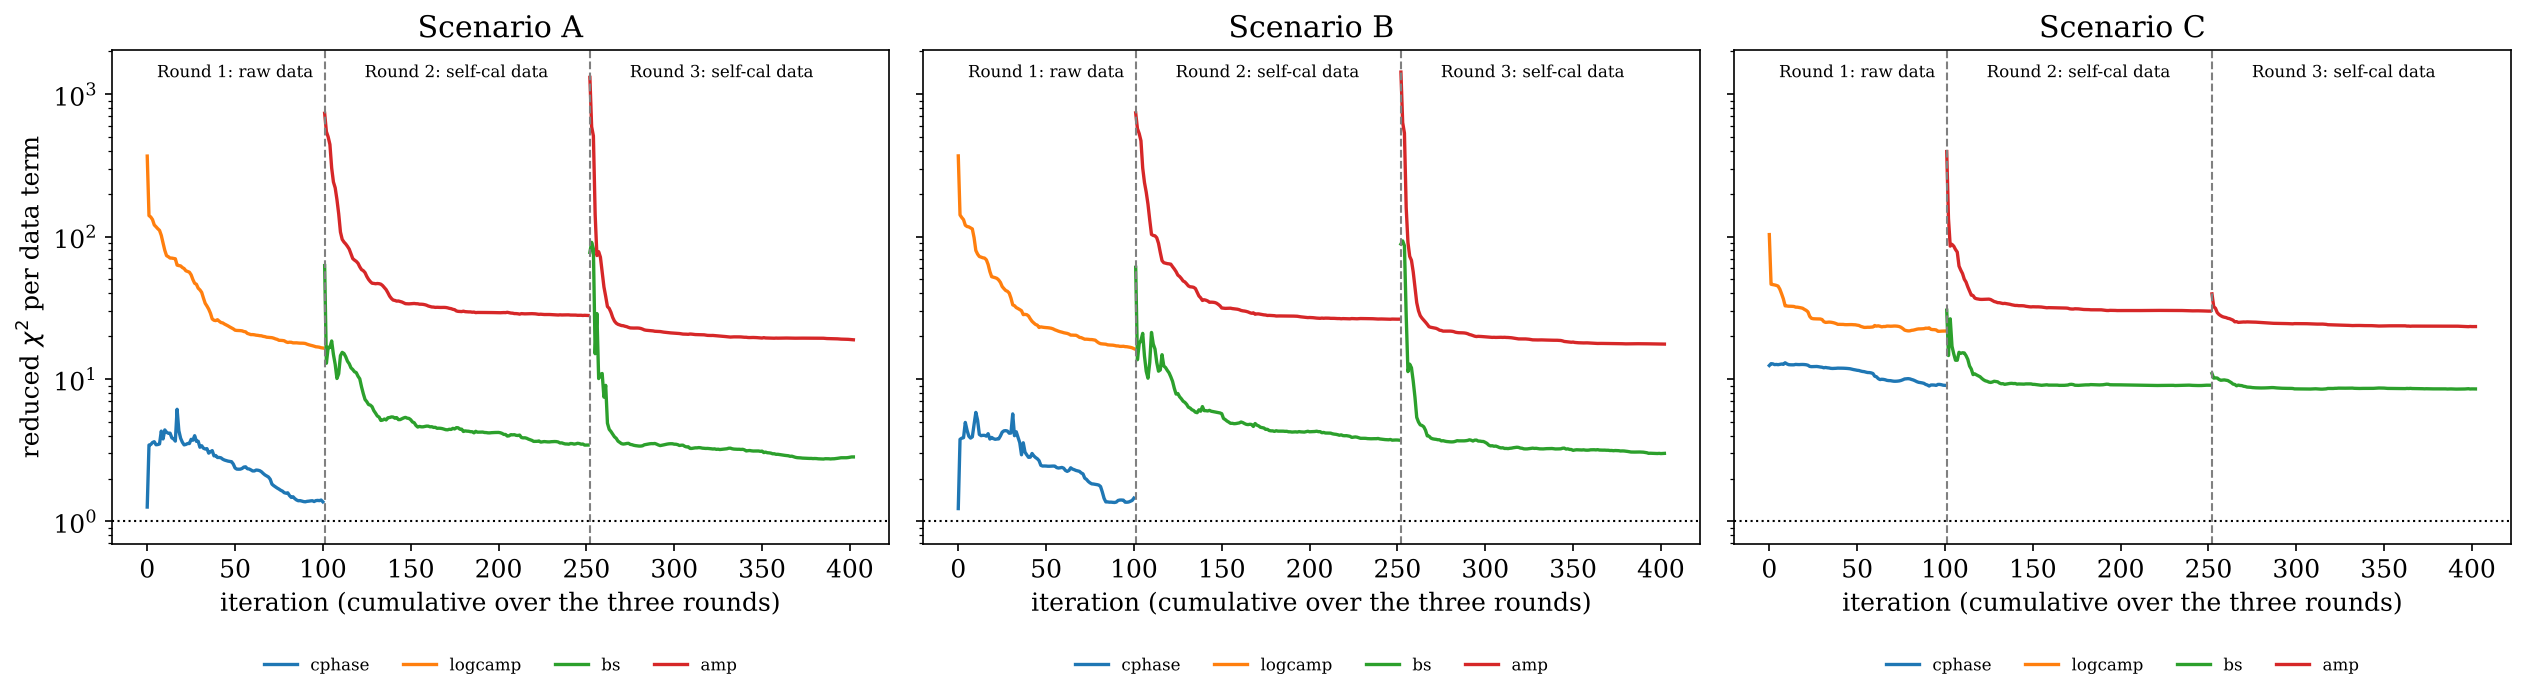 Scenario A
Scenario B
Scenario C
reduced χ² per data term
10³
10²
10¹
10⁰
Round 1: raw data
Round 2: self-cal data
Round 3: self-cal data
Round 1: raw data
Round 2: self-cal data
Round 3: self-cal data
Round 1: raw data
Round 2: self-cal data
Round 3: self-cal data
0 50 100 150 200 250 300 350 400
0 50 100 150 200 250 300 350 400
0 50 100 150 200 250 300 350 400
iteration (cumulative over the three rounds)
iteration (cumulative over the three rounds)
iteration (cumulative over the three rounds)
cphase logcamp bs amp
cphase logcamp bs amp
cphase logcamp bs amp